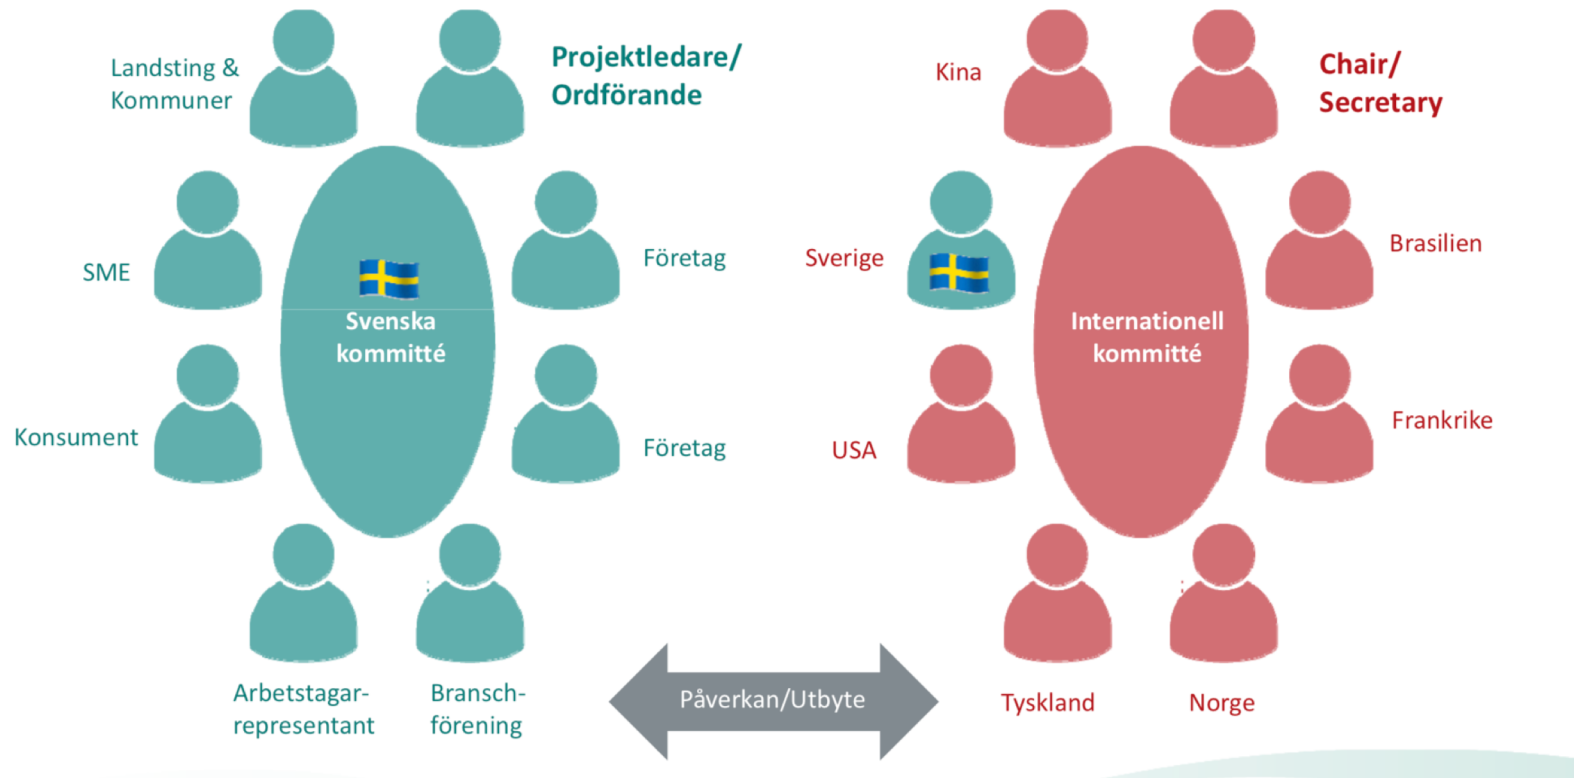 Landsting &
Kommuner
Projektledare/
Ordförande
SME
Företag
Svenska
kommitté
Konsument
Företag
Arbetstagar-
representant
Bransch-
förening
Påverkan/Utbyte
Kina
Chair/
Secretary
Sverige
Brasilien
Internationell
kommitté
USA
Frankrike
Tyskland
Norge